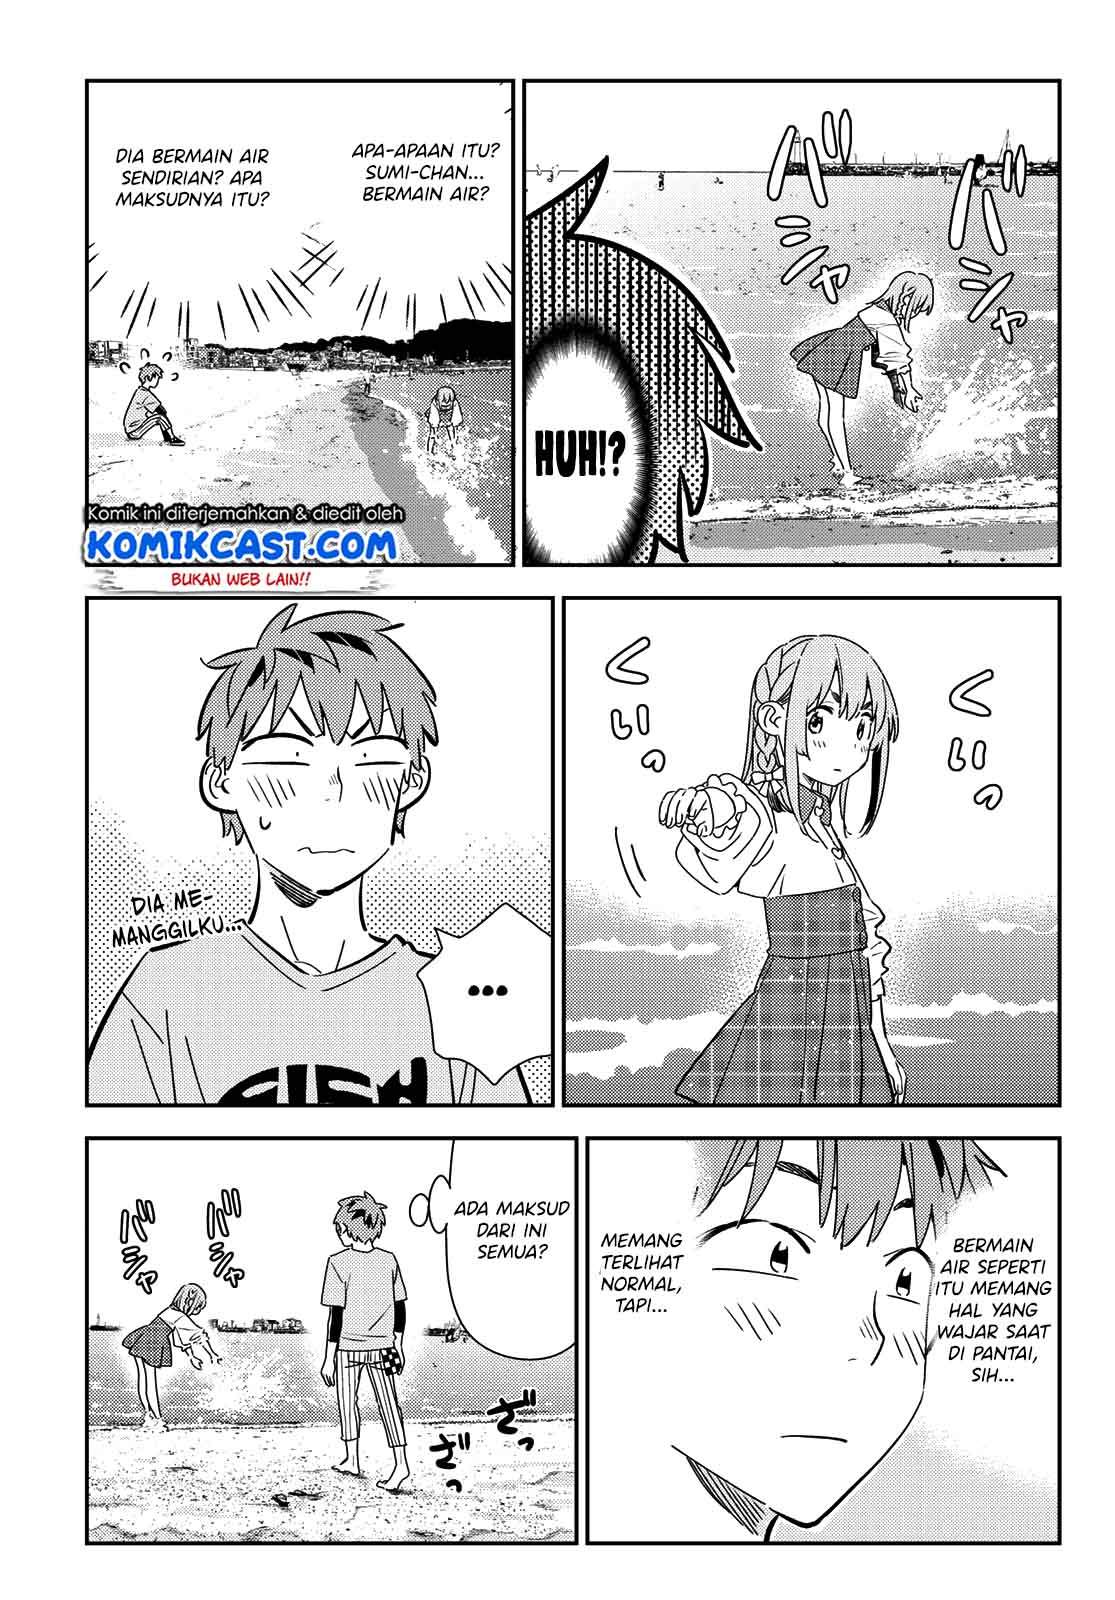 バシャ
バシャ
HUH!?
APA-APAAN ITU?
SUMI-CHAN...
BERMAIN AIR?
DIA BERMAIN AIR
SENDIRIAN? APA
MAKSUDNYA ITU?
Komik ini diterjemahkan & diedit oleh
KOMIKCAST.COM
BUKAN WEB LAIN!!
くいっ
くいっ
...
DIA ME-
MANGGILKU...
BERMAIN
AIR SEPERTI
ITU MEMANG
HAL YANG
WAJAR SAAT
DI PANTAI,
SIH...
MEMANG
TERLIHAT
NORMAL,
TAPI...
ADA MAKSUD
DARI INI
SEMUA?
バシャ
バシャ
ざっ
ざっ